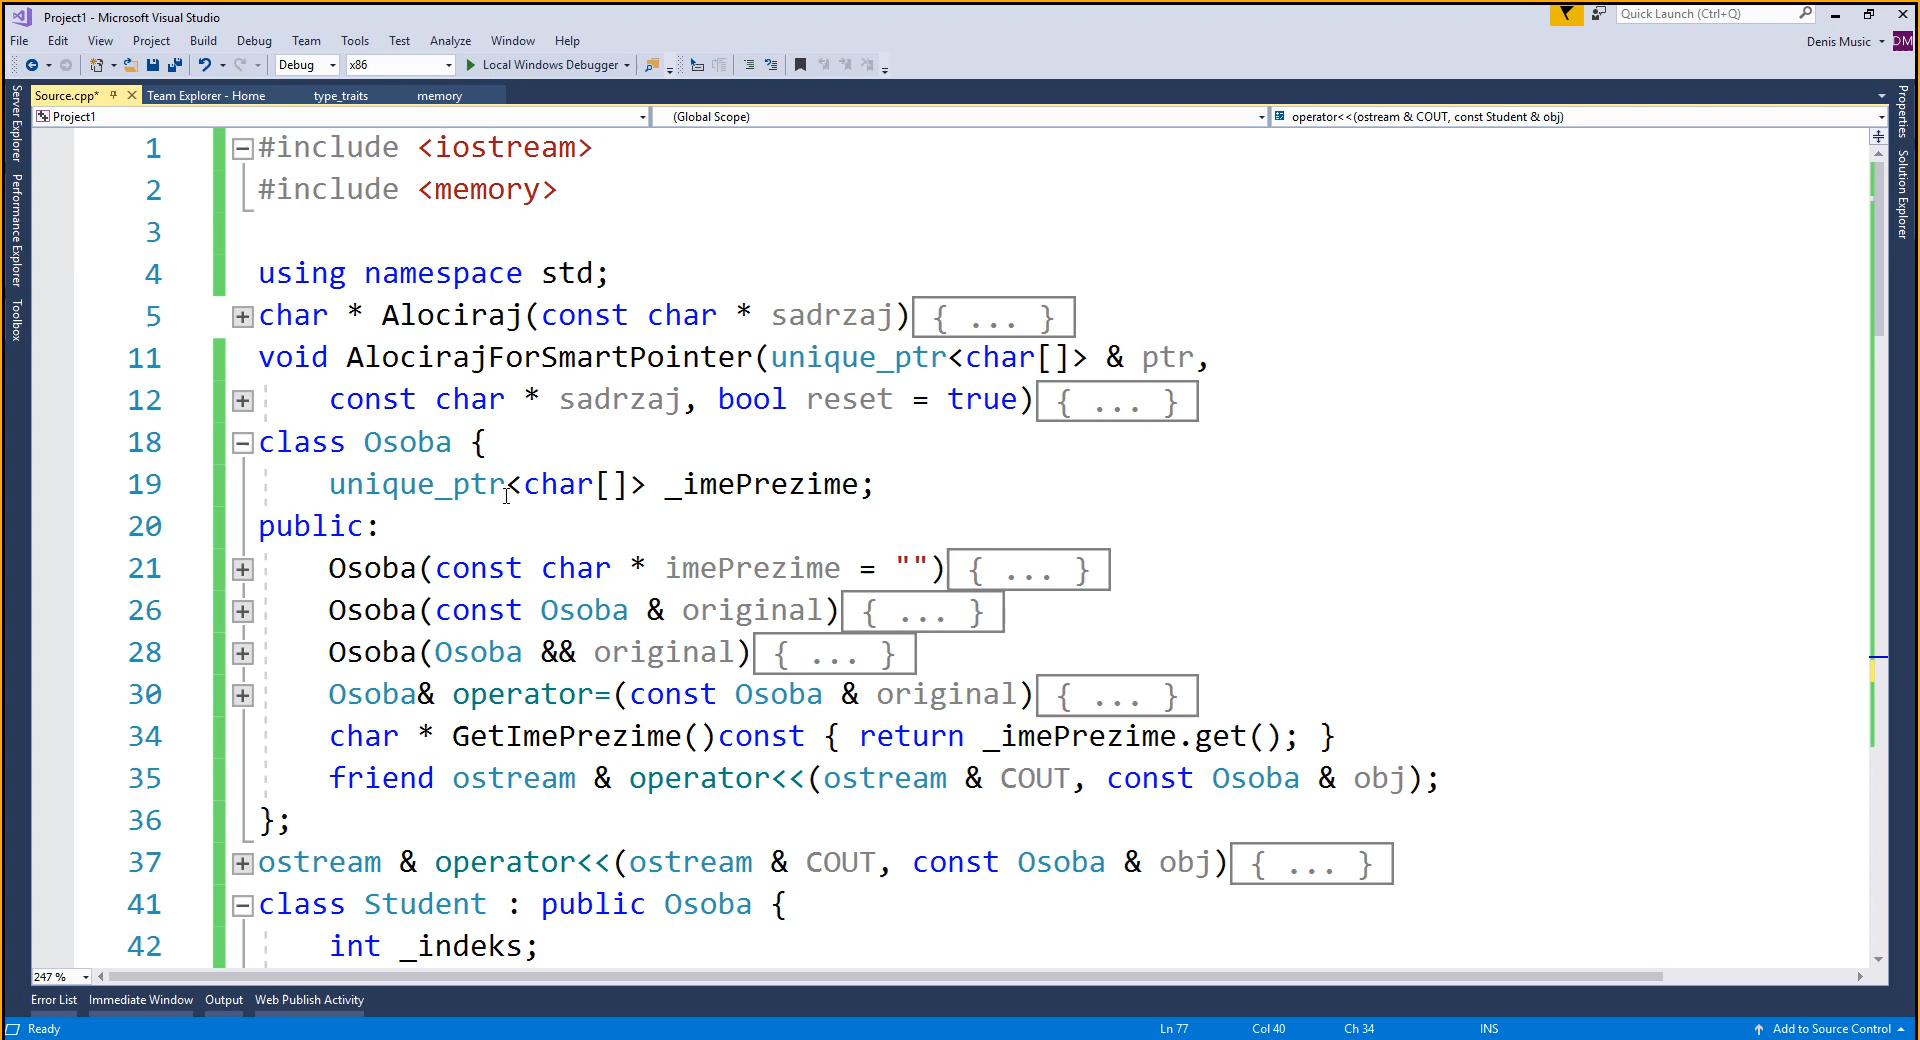 Project1 - Microsoft Visual Studio
Quick Launch (Ctrl+Q)
File Edit View Project Build Debug Team Tools Test Analyze Window Help
Denis Music DM
Debug x86 Local Windows Debugger
Source.cpp* Team Explorer - Home type_traits memory
Project1 (Global Scope) operator<<(ostream & COUT, const Student & obj)
Server Explorer
Performance Explorer
Toolbox
Properties
Solution Explorer
1 #include <iostream>
2 #include <memory>
3
4 using namespace std;
5 char * Alociraj(const char * sadrzaj){ ... }
11 void AlocirajForSmartPointer(unique_ptr<char[]> & ptr,
12 const char * sadrzaj, bool reset = true){ ... }
18 class Osoba {
19 unique_ptr<char[]> _imePrezime;
20 public:
21 Osoba(const char * imePrezime = ""){ ... }
26 Osoba(const Osoba & original){ ... }
28 Osoba(Osoba && original){ ... }
30 Osoba& operator=(const Osoba & original){ ... }
34 char * GetImePrezime()const { return _imePrezime.get(); }
35 friend ostream & operator<<(ostream & COUT, const Osoba & obj);
36 };
37 ostream & operator<<(ostream & COUT, const Osoba & obj){ ... }
41 class Student : public Osoba {
42 int _indeks;
247 %
Error List Immediate Window Output Web Publish Activity
Ready Ln 77 Col 40 Ch 34 INS Add to Source Control